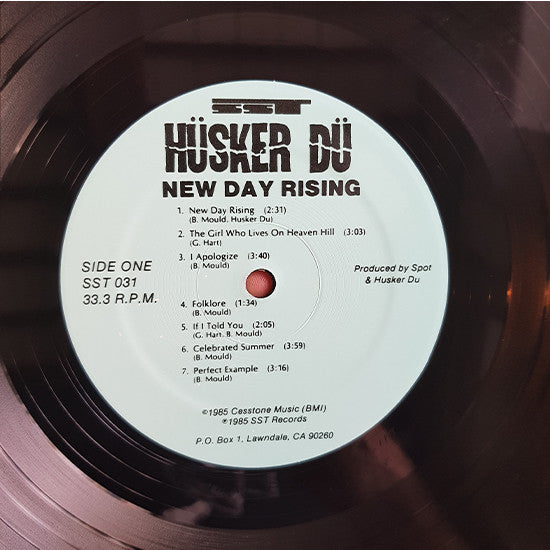 SST
HÜSKER DÜ
NEW DAY RISING
1. New Day Rising (2:31)
(B. Mould, Husker Du)
2. The Girl Who Lives On Heaven Hill (3:03)
(G. Hart)
3. I Apologize (3:40)
(B. Mould)
SIDE ONE
SST 031
33.3 R.P.M.
Produced by Spot
& Husker Du
4. Folklore (1:34)
(B. Mould)
5. If I Told You (2:05)
(G. Hart, B. Mould)
6. Celebrated Summer (3:59)
(B. Mould)
7. Perfect Example (3:16)
(B. Mould)
©1985 Cesstone Music (BMI)
℗1985 SST Records
P.O. Box 1, Lawndale, CA 90260